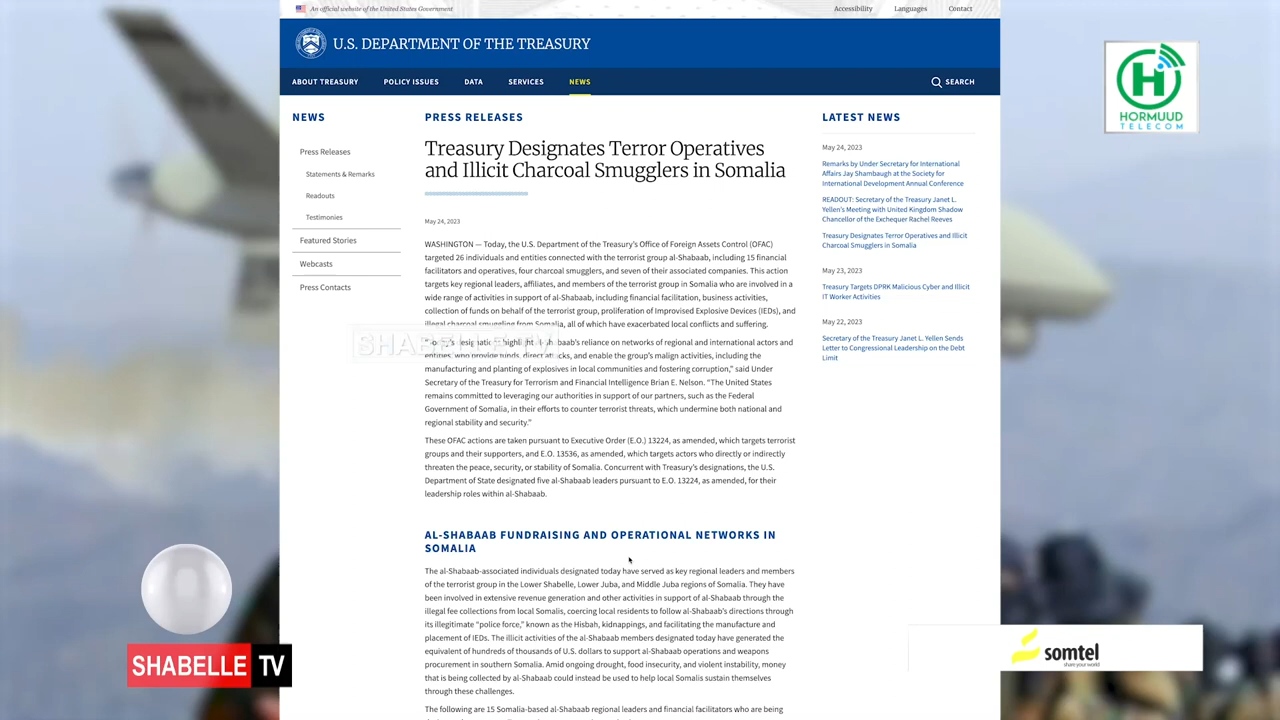 An official website of the United States Government
Accessibility
Languages
Contact
U.S. DEPARTMENT OF THE TREASURY
ABOUT TREASURY
POLICY ISSUES
DATA
SERVICES
NEWS
SEARCH
NEWS
Press Releases
Statements & Remarks
Readouts
Testimonies
Featured Stories
Webcasts
Press Contacts
PRESS RELEASES
Treasury Designates Terror Operatives
and Illicit Charcoal Smugglers in Somalia
May 24, 2023
WASHINGTON — Today, the U.S. Department of the Treasury's Office of Foreign Assets Control (OFAC)
targeted 26 individuals and entities connected with the terrorist group al-Shabaab, including 15 financial
facilitators and operatives, four charcoal smugglers, and seven of their associated companies. This action
targets key regional leaders, affiliates, and members of the terrorist group in Somalia who are involved in a
wide range of activities in support of al-Shabaab, including financial facilitation, business activities,
collection of funds on behalf of the terrorist group, proliferation of Improvised Explosive Devices (IEDs), and
illegal charcoal smuggling from Somalia, all of which have exacerbated local conflicts and suffering.
designations highlight al-Shabaab's reliance on networks of regional and international actors and
entities, who provide funds, direct attacks, and enable the group's malign activities, including the
manufacturing and planting of explosives in local communities and fostering corruption," said Under
Secretary of the Treasury for Terrorism and Financial Intelligence Brian E. Nelson. "The United States
remains committed to leveraging our authorities in support of our partners, such as the Federal
Government of Somalia, in their efforts to counter terrorist threats, which undermine both national and
regional stability and security."
These OFAC actions are taken pursuant to Executive Order (E.O.) 13224, as amended, which targets terrorist
groups and their supporters, and E.O. 13536, as amended, which targets actors who directly or indirectly
threaten the peace, security, or stability of Somalia. Concurrent with Treasury's designations, the U.S.
Department of State designated five al-Shabaab leaders pursuant to E.O. 13224, as amended, for their
leadership roles within al-Shabaab.
AL-SHABAAB FUNDRAISING AND OPERATIONAL NETWORKS IN
SOMALIA
The al-Shabaab-associated individuals designated today have served as key regional leaders and members
of the terrorist group in the Lower Shabelle, Lower Juba, and Middle Juba regions of Somalia. They have
been involved in extensive revenue generation and other activities in support of al-Shabaab through the
illegal fee collections from local Somalis, coercing local residents to follow al-Shabaab's directions through
its illegitimate "police force," known as the Hisbah, kidnappings, and facilitating the manufacture and
placement of IEDs. The illicit activities of the al-Shabaab members designated today have generated the
equivalent of hundreds of thousands of U.S. dollars to support al-Shabaab operations and weapons
procurement in southern Somalia. Amid ongoing drought, food insecurity, and violent instability, money
that is being collected by al-Shabaab could instead be used to help local Somalis sustain themselves
through these challenges.
The following are 15 Somalia-based al-Shabaab regional leaders and financial facilitators who are being
LATEST NEWS
May 24, 2023
Remarks by Under Secretary for International
Affairs Jay Shambaugh at the Society for
International Development Annual Conference
READOUT: Secretary of the Treasury Janet L.
Yellen's Meeting with United Kingdom Shadow
Chancellor of the Exchequer Rachel Reeves
Treasury Designates Terror Operatives and Illicit
Charcoal Smugglers in Somalia
May 23, 2023
Treasury Targets DPRK Malicious Cyber and Illicit
IT Worker Activities
May 22, 2023
Secretary of the Treasury Janet L. Yellen Sends
Letter to Congressional Leadership on the Debt
Limit
SHABELLE TV
H
HORMUUD
TELECOM
SHABELLE TV
somtel
share your world